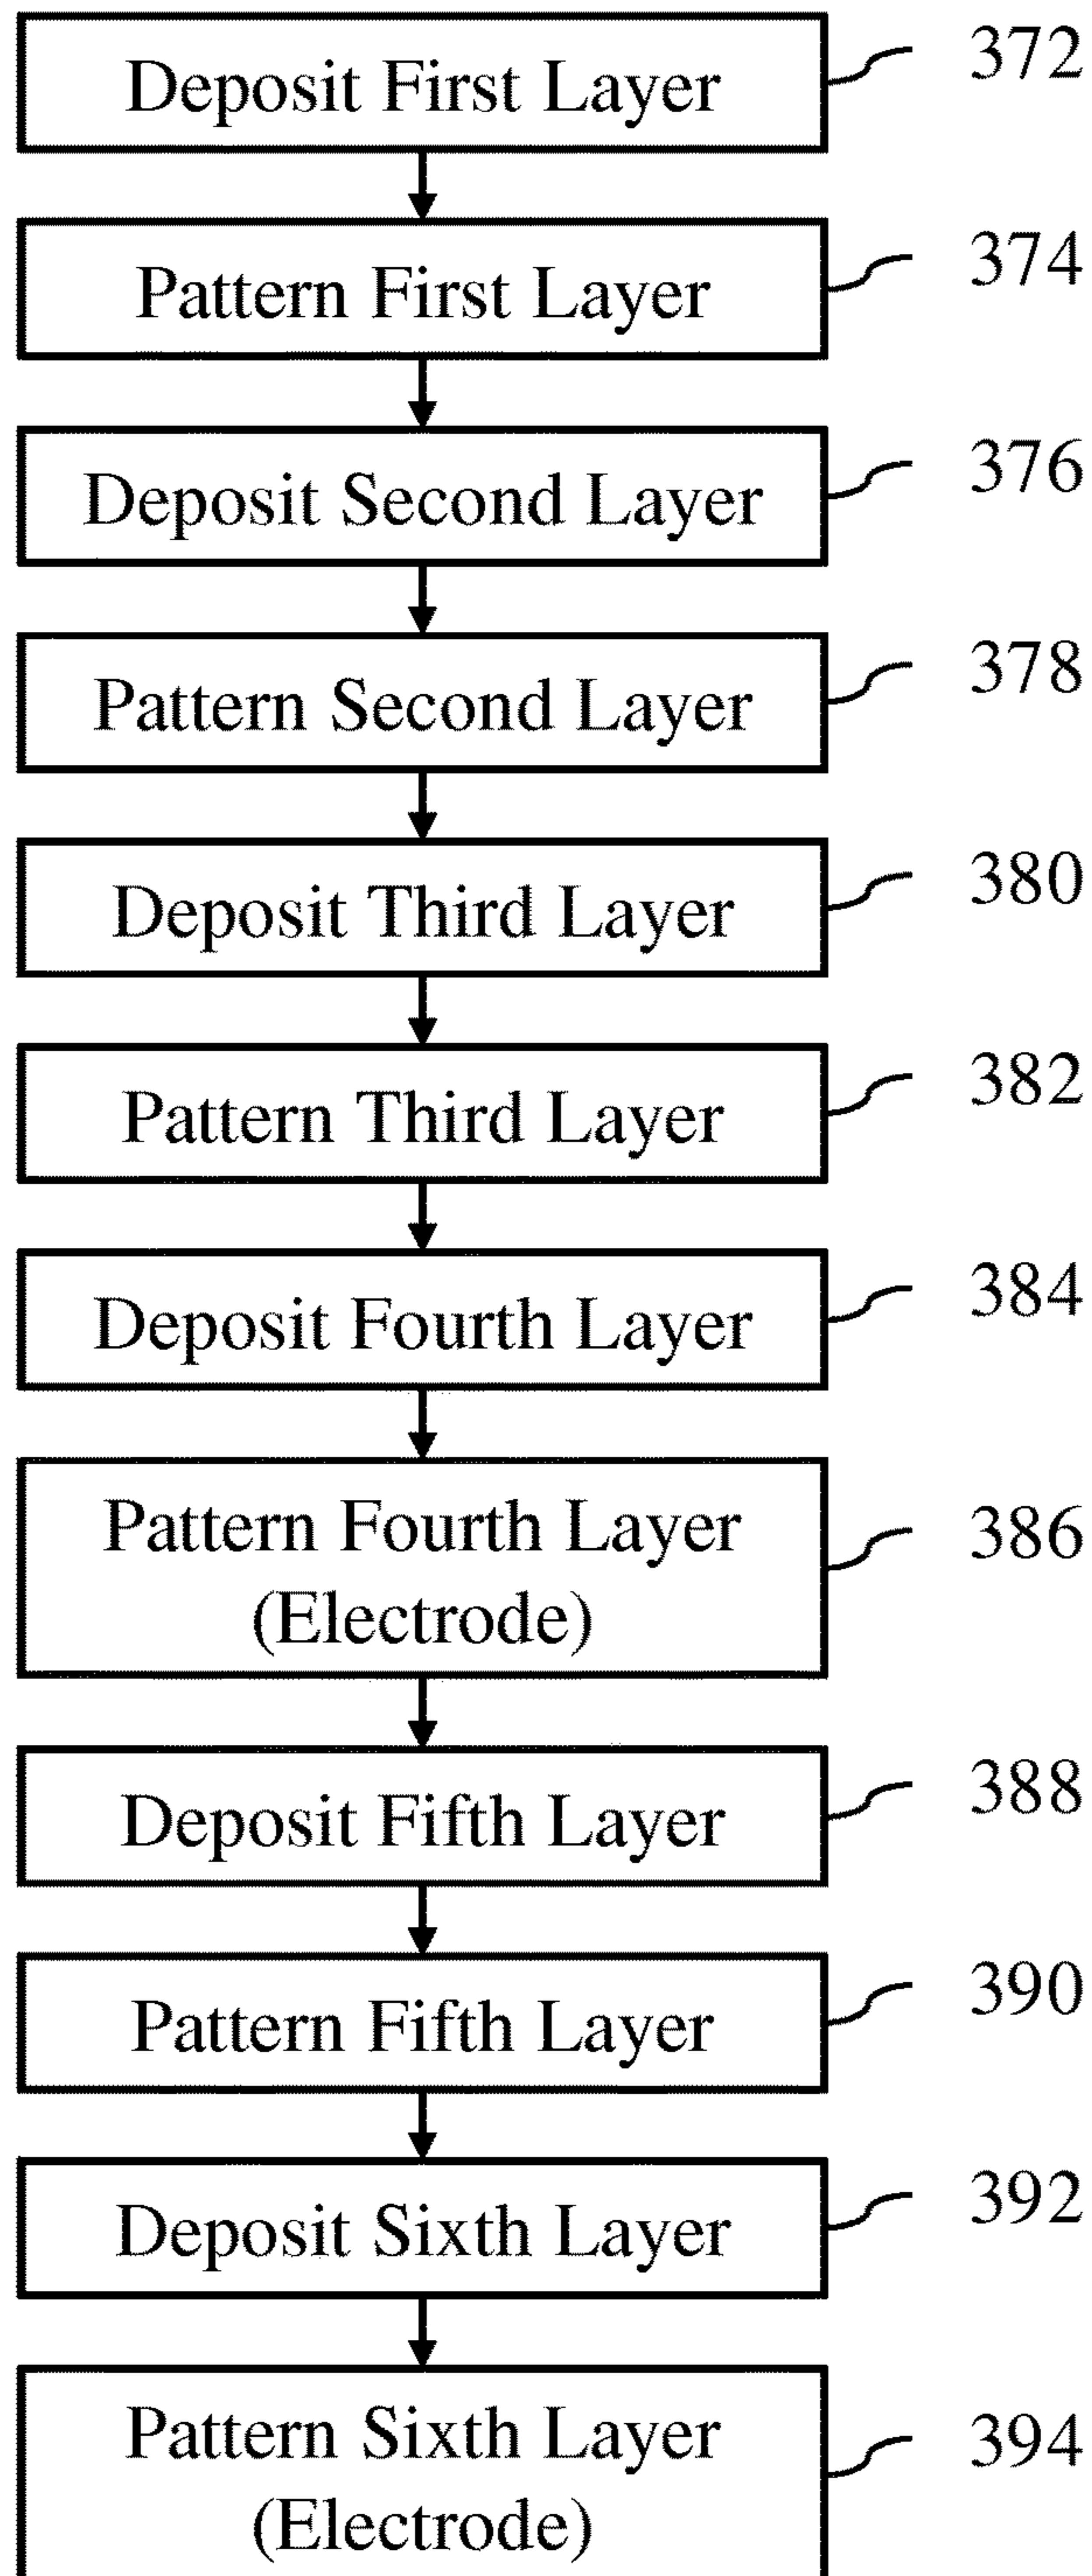 Deposit First Layer 372
Pattern First Layer 374
Deposit Second Layer 376
Pattern Second Layer 378
Deposit Third Layer 380
Pattern Third Layer 382
Deposit Fourth Layer 384
Pattern Fourth Layer
(Electrode) 386
Deposit Fifth Layer 388
Pattern Fifth Layer 390
Deposit Sixth Layer 392
Pattern Sixth Layer
(Electrode) 394